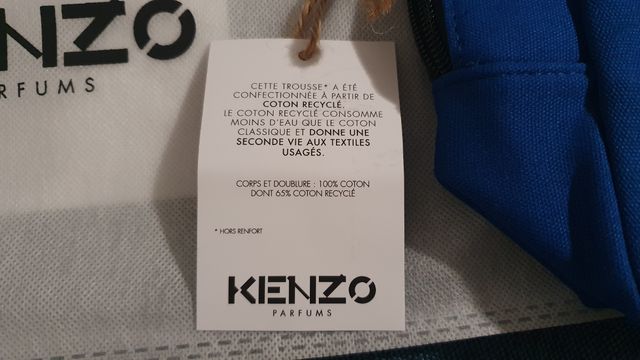 NZO
RFUMS
CETTE TROUSSE* A ÉTÉ
CONFECTIONNÉE À PARTIR DE
COTON RECYCLÉ.
LE COTON RECYCLÉ CONSOMME
MOINS D'EAU QUE LE COTON
CLASSIQUE ET DONNE UNE
SECONDE VIE AUX TEXTILES
USAGÉS.
CORPS ET DOUBLURE : 100% COTON
DONT 65% COTON RECYCLÉ
* HORS RENFORT
KENZO
PARFUMS